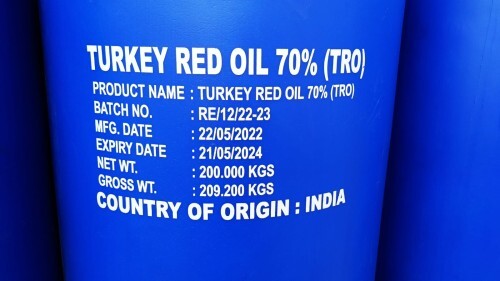 TURKEY RED OIL 70% (TRO)
PRODUCT NAME : TURKEY RED OIL 70% (TRO)
BATCH NO. : RE/12/22-23
MFG. DATE : 22/05/2022
EXPIRY DATE : 21/05/2024
NET WT. : 200.000 KGS
GROSS WT. : 209.200 KGS
COUNTRY OF ORIGIN : INDIA